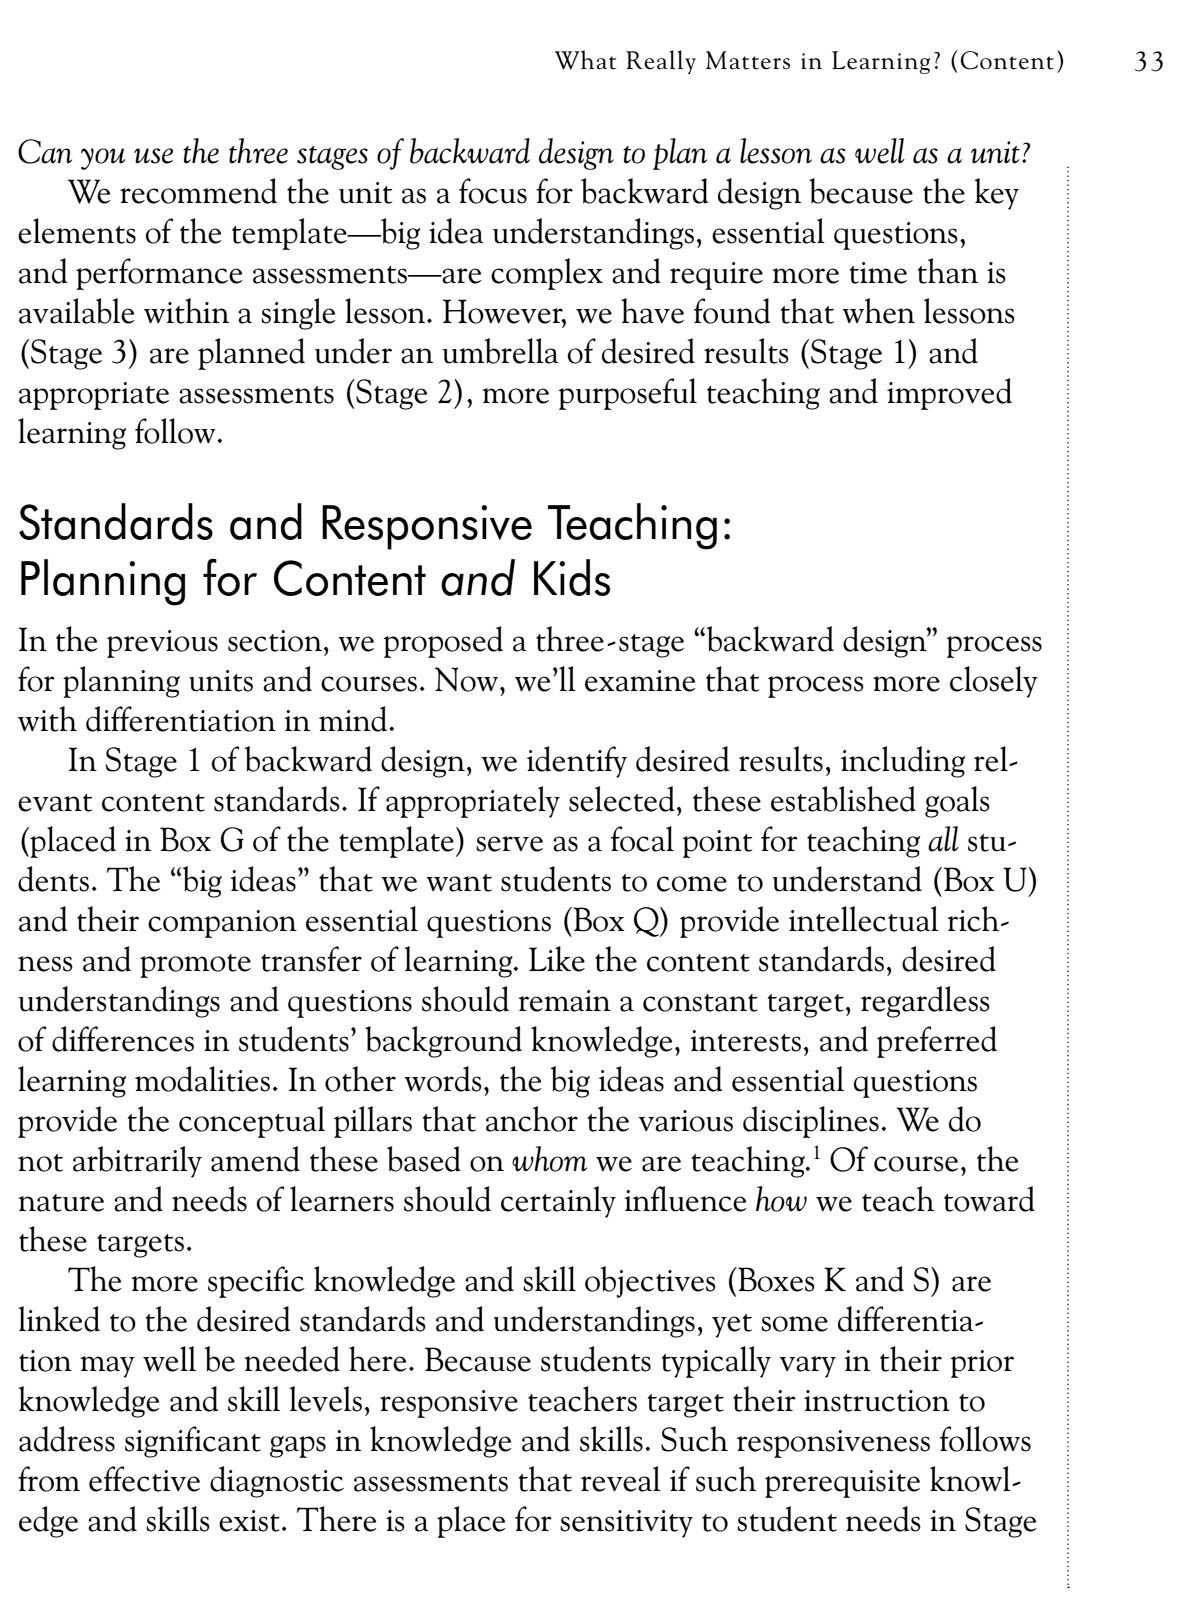 What Really Matters in Learning? (Content) 33
Can you use the three stages of backward design to plan a lesson as well as a unit?
We recommend the unit as a focus for backward design because the key
elements of the template—big idea understandings, essential questions,
and performance assessments—are complex and require more time than is
available within a single lesson. However, we have found that when lessons
(Stage 3) are planned under an umbrella of desired results (Stage 1) and
appropriate assessments (Stage 2), more purposeful teaching and improved
learning follow.
Standards and Responsive Teaching:
Planning for Content and Kids
In the previous section, we proposed a three-stage “backward design” process
for planning units and courses. Now, we’ll examine that process more closely
with differentiation in mind.
In Stage 1 of backward design, we identify desired results, including rel-
evant content standards. If appropriately selected, these established goals
(placed in Box G of the template) serve as a focal point for teaching all stu-
dents. The “big ideas” that we want students to come to understand (Box U)
and their companion essential questions (Box Q) provide intellectual rich-
ness and promote transfer of learning. Like the content standards, desired
understandings and questions should remain a constant target, regardless
of differences in students’ background knowledge, interests, and preferred
learning modalities. In other words, the big ideas and essential questions
provide the conceptual pillars that anchor the various disciplines. We do
not arbitrarily amend these based on whom we are teaching.¹ Of course, the
nature and needs of learners should certainly influence how we teach toward
these targets.
The more specific knowledge and skill objectives (Boxes K and S) are
linked to the desired standards and understandings, yet some differentia-
tion may well be needed here. Because students typically vary in their prior
knowledge and skill levels, responsive teachers target their instruction to
address significant gaps in knowledge and skills. Such responsiveness follows
from effective diagnostic assessments that reveal if such prerequisite knowl-
edge and skills exist. There is a place for sensitivity to student needs in Stage